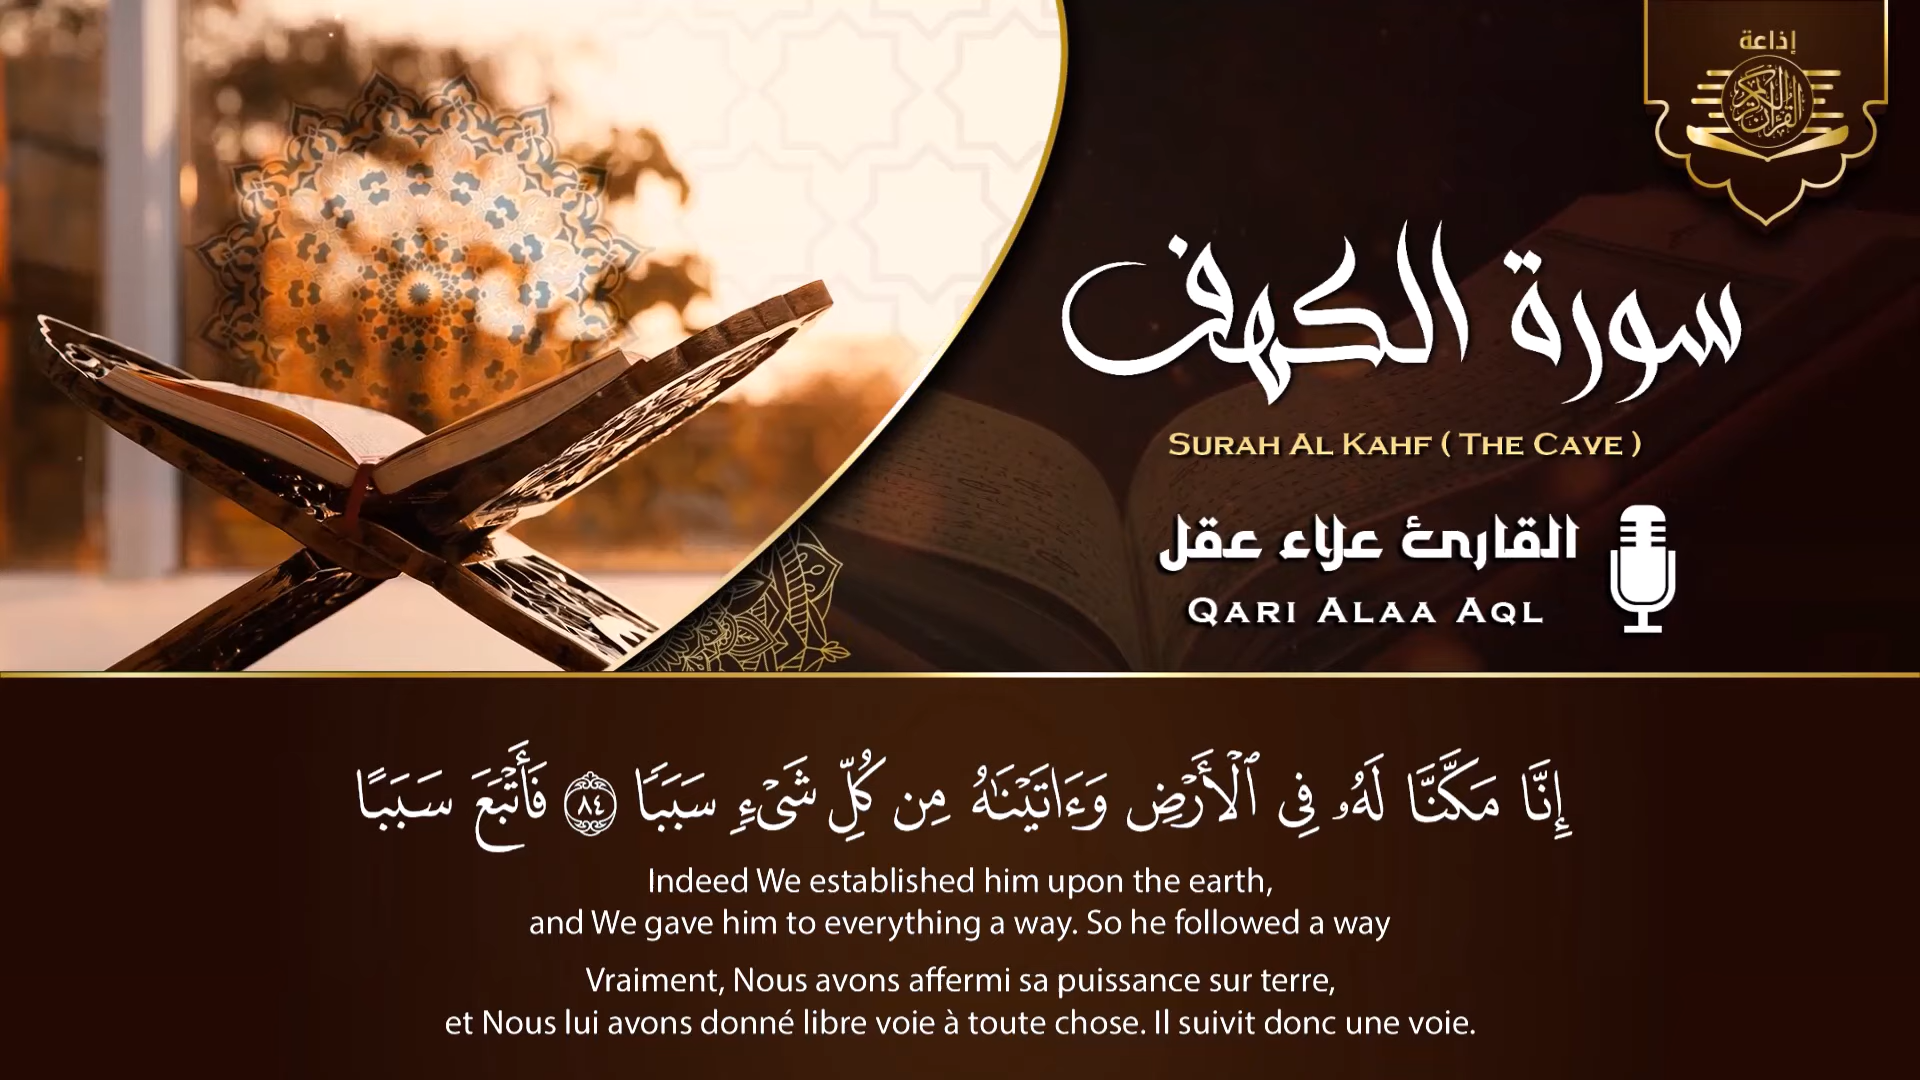 إذاعة
القرآن الكريم
سورة الكهف
SURAH AL KAHF ( THE CAVE )
القارئ علاء عقل
QARI ALAA AQL
إِنَّا مَكَّنَّا لَهُۥ فِى ٱلْأَرْضِ وَءَاتَيْنَـٰهُ مِن كُلِّ شَىْءٍ سَبَبًا ٨٤ فَأَتْبَعَ سَبَبًا
Indeed We established him upon the earth,
and We gave him to everything a way. So he followed a way
Vraiment, Nous avons affermi sa puissance sur terre,
et Nous lui avons donné libre voie à toute chose. Il suivit donc une voie.